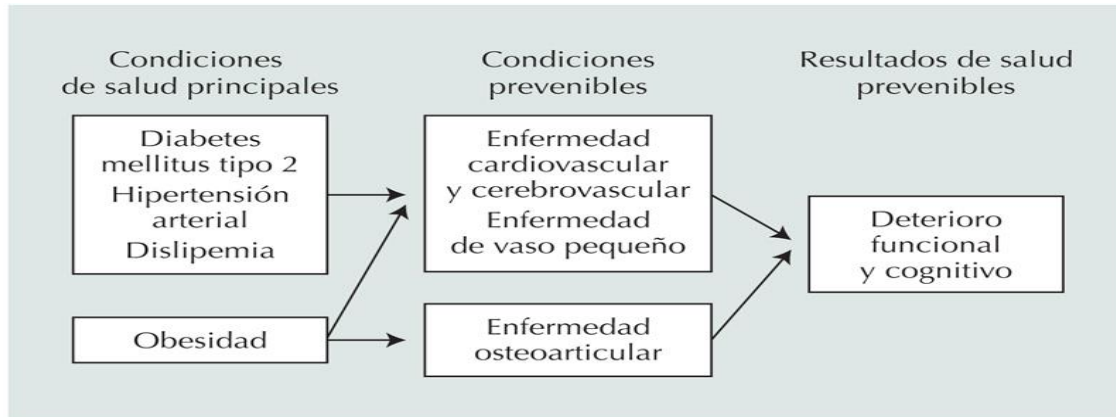 Condiciones
de salud principales
Diabetes
mellitus tipo 2
Hipertensión
arterial
Dislipemia
Obesidad
Condiciones
prevenibles
Enfermedad
cardiovascular
y cerebrovascular
Enfermedad
de vaso pequeño
Enfermedad
osteoarticular
Resultados de salud
prevenibles
Deterioro
funcional
y cognitivo